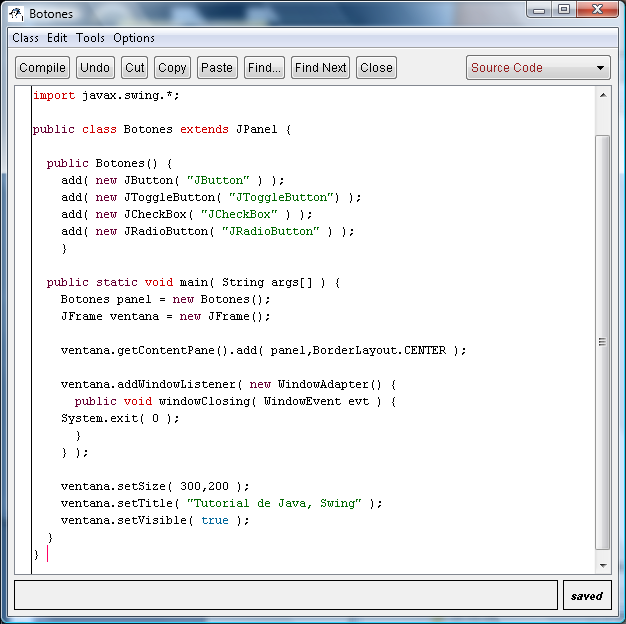 Botones
Class Edit Tools Options
Compile Undo Cut Copy Paste Find... Find Next Close Source Code
import javax.swing.*;
public class Botones extends JPanel {
public Botones() {
add( new JButton( "JButton" ) );
add( new JToggleButton( "JToggleButton") );
add( new JCheckBox( "JCheckBox" ) );
add( new JRadioButton( "JRadioButton" ) );
}
public static void main( String args[] ) {
Botones panel = new Botones();
JFrame ventana = new JFrame();
ventana.getContentPane().add( panel,BorderLayout.CENTER );
ventana.addWindowListener( new WindowAdapter() {
public void windowClosing( WindowEvent evt ) {
System.exit( 0 );
}
} );
ventana.setSize( 300,200 );
ventana.setTitle( "Tutorial de Java, Swing" );
ventana.setVisible( true );
}
}
saved